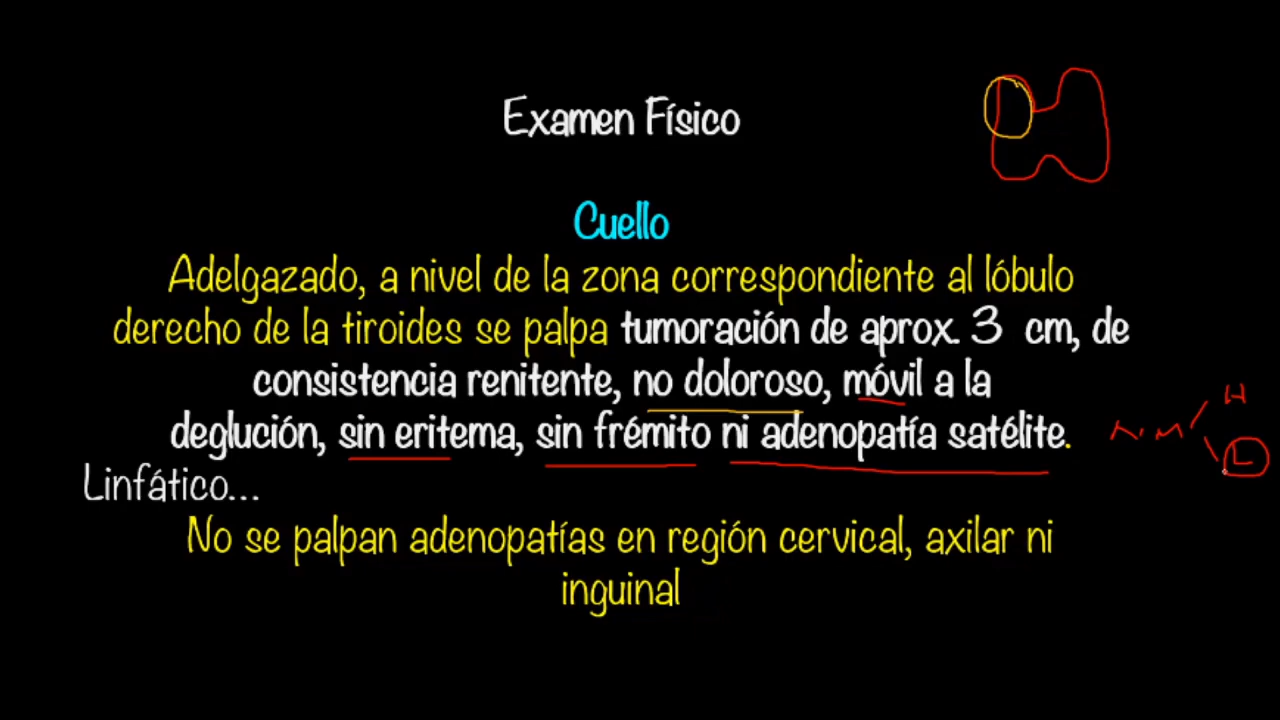 Examen Físico
Cuello
Adelgazado, a nivel de la zona correspondiente al lóbulo
derecho de la tiroides se palpa tumoración de aprox. 3 cm, de
consistencia renitente, no doloroso, móvil a la
deglución, sin eritema, sin frémito ni adenopatía satélite.
H
L
Linfático...
No se palpan adenopatías en región cervical, axilar ni
inguinal